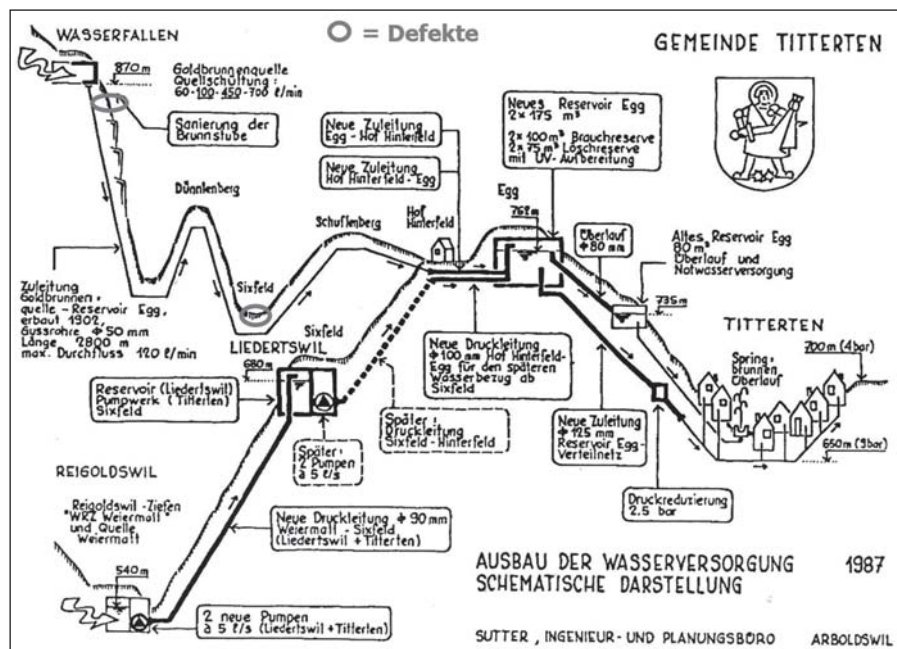 WASSERFALLEN
O = Defekte
GEMEINDE TITTERTEN
870 m
Goldbrunnenquelle
Quellschüttung:
60-100-450-700 l/min
Sanierung der
Brunnstube
Neue Zuleitung
Egg - Hof Hinterfeld
Neue Zuleitung
Hof Hinterfeld - Egg
Neues Reservoir Egg
2 x 175 m³
2 x 100 m³ Brauchreserve
2 x 75 m³ Löschreserve
mit UV-Aufbereitung
Dünnlenberg
Schuflenberg
Hof
Hinterfeld
Egg
762 m
Überlauf
ϕ 80 mm
Altes Reservoir Egg
80 m³
Überlauf und
Notwasserversorgung
735 m
Sixfeld
Zuleitung
Goldbrunnen-
quelle - Reservoir Egg,
erbaut 1902,
Gussrohre ϕ 50 mm
Länge 2800 m
max. Durchfluss 120 l/min
Sixfeld
LIEDERTSWIL
680 m
Reservoir (Liedertswil)
Pumpwerk (Titterten)
Sixfeld
Später:
2 Pumpen
à 5 l/s
Später:
Druckleitung
Sixfeld-Hinterfeld
Neue Druckleitung
ϕ 100 mm Hof Hinterfeld-
Egg für den späteren
Wasserbezug ab
Sixfeld
Neue Zuleitung
ϕ 125 mm
Reservoir Egg-
Verteilnetz
TITTERTEN
700 m (4 bar)
Spring-
brunnen
Überlauf
650 m (9 bar)
Druckreduzierung
2.5 bar
REIGOLDSWIL
Reigoldswil - Ziefen
"WRZ Weiermatt"
und Quelle
Weiermatt
540 m
Neue Druckleitung ϕ 90 mm
Weiermatt - Sixfeld
(Liedertswil + Titterten)
2 neue Pumpen
à 5 l/s (Liedertswil + Titterten)
AUSBAU DER WASSERVERSORGUNG 1987
SCHEMATISCHE DARSTELLUNG
SUTTER, INGENIEUR- UND PLANUNGSBÜRO ARBOLDSWIL